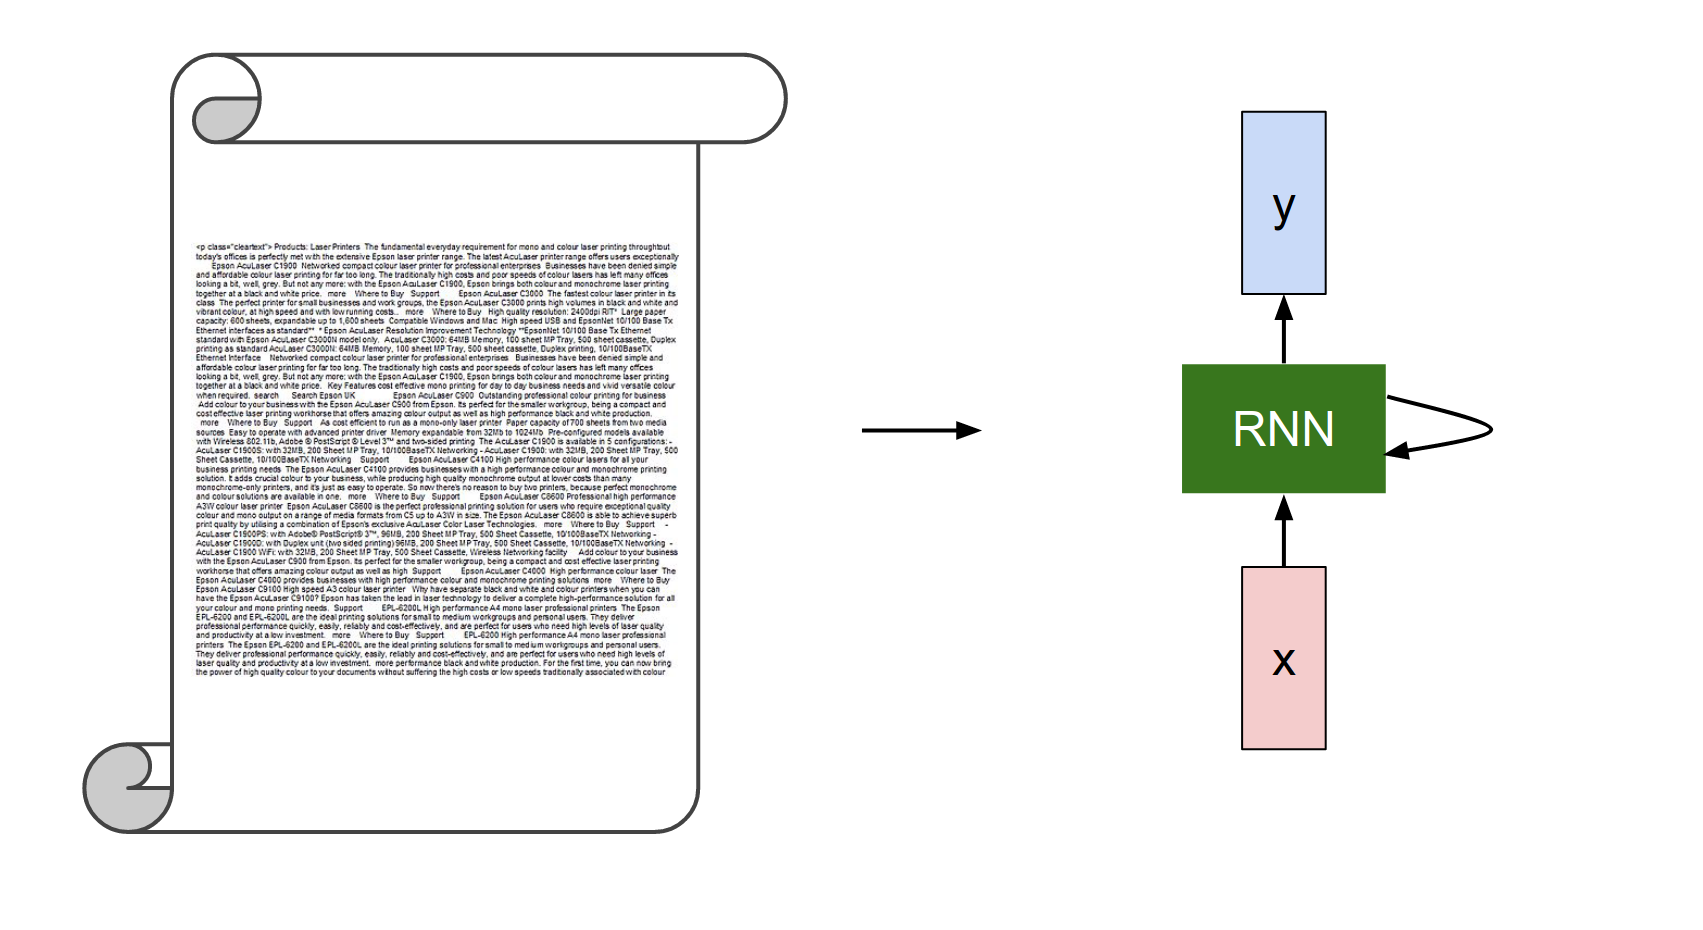 <p class="cleartext"> Products: Laser Printers The fundamental everyday requirement for mono and colour laser printing throughtout
today's offices is perfectly met with the extensive Epson laser printer range. The latest AcuLaser printer range offers users exceptionally
Epson AcuLaser C1900 Networked compact colour laser printer for professional enterprises Businesses have been denied simple
and affordable colour laser printing for far too long. The traditionally high costs and poor speeds of colour lasers has left many offices
looking a bit, well, grey. But not any more: with the Epson AcuLaser C1900, Epson brings both colour and monochrome laser printing
together at a black and white price. more Where to Buy Support Epson AcuLaser C3000 The fastest colour laser printer in its
class The perfect printer for small businesses and work groups, the Epson AcuLaser C3000 prints high volumes in black and white and
vibrant colour, at high speed and with low running costs.. more Where to Buy High quality resolution: 2400dpi RIT* Large paper
capacity: 600 sheets, expandable up to 1,600 sheets Compatible Windows and Mac High speed USB and EpsonNet 10/100 Base Tx
Ethernet interfaces as standard** * Epson AcuLaser Resolution Improvement Technology **EpsonNet 10/100 Base Tx Ethernet
standard with Epson AcuLaser C3000N model only. AcuLaser C3000: 64MB Memory, 100 sheet MP Tray, 500 sheet cassette, Duplex
printing as standard AcuLaser C3000N: 64MB Memory, 100 sheet MP Tray, 500 sheet cassette, Duplex printing, 10/100BaseTX
Ethernet Interface Networked compact colour laser printer for professional enterprises Businesses have been denied simple and
affordable colour laser printing for far too long. The traditionally high costs and poor speeds of colour lasers has left many offices
looking a bit, well, grey. But not any more: with the Epson AcuLaser C1900, Epson brings both colour and monochrome laser printing
together at a black and white price. Key Features cost effective mono printing for day to day business needs and vivid versatile colour
when required. search Search Epson UK Epson AcuLaser C900 Outstanding professional colour printing for business
Add colour to your business with the Epson AcuLaser C900 from Epson. Its perfect for the smaller workgroup, being a compact and
cost effective laser printing workhorse that offers amazing colour output as well as high performance black and white production.
more Where to Buy Support As cost efficient to run as a mono-only laser printer Paper capacity of 700 sheets from two media
sources Easy to operate with advanced printer driver Memory expandable from 32Mb to 1024Mb Pre-configured models available
with Wireless 802.11b, Adobe ® PostScript ® Level 3™ and two-sided printing The AcuLaser C1900 is available in 5 configurations: -
AcuLaser C1900S: with 32MB, 200 Sheet MP Tray, 10/100BaseTX Networking - AcuLaser C1900: with 32MB, 200 Sheet MP Tray, 500
Sheet Cassette, 10/100BaseTX Networking Support Epson AcuLaser C4100 High performance colour lasers for all your
business printing needs The Epson AcuLaser C4100 provides businesses with a high performance colour and monochrome printing
solution. It adds crucial colour to your business, while producing high quality monochrome output at lower costs than many
monochrome-only printers, and it's just as easy to operate. So now there's no reason to buy two printers, because perfect monochrome
and colour solutions are available in one. more Where to Buy Support Epson AcuLaser C8600 Professional high performance
A3W colour laser printer Epson AcuLaser C8600 is the perfect professional printing solution for users who require exceptional quality
colour and mono output on a range of media formats from C5 up to A3W in size. The Epson AcuLaser C8600 is able to achieve superb
print quality by utilising a combination of Epson's exclusive AcuLaser Color Laser Technologies. more Where to Buy Support -
AcuLaser C1900PS: with Adobe® PostScript® 3™, 96MB, 200 Sheet MP Tray, 500 Sheet Cassette, 10/100BaseTX Networking -
AcuLaser C1900D: with Duplex unit (two sided printing) 96MB, 200 Sheet MP Tray, 500 Sheet Cassette, 10/100BaseTX Networking -
AcuLaser C1900 WiFi: with 32MB, 200 Sheet MP Tray, 500 Sheet Cassette, Wireless Networking facility Add colour to your business
with the Epson AcuLaser C900 from Epson. Its perfect for the smaller workgroup, being a compact and cost effective laser printing
workhorse that offers amazing colour output as well as high Support Epson AcuLaser C4000 High performance colour laser The
Epson AcuLaser C4000 provides businesses with high performance colour and monochrome printing solutions more Where to Buy
Epson AcuLaser C9100 High speed A3 colour laser printer Why have separate black and white and colour printers when you can
have the Epson AcuLaser C9100? Epson has taken the lead in laser technology to deliver a complete high-performance solution for all
your colour and mono printing needs. Support EPL-6200L High performance A4 mono laser professional printers The Epson
EPL-6200 and EPL-6200L are the ideal printing solutions for small to medium workgroups and personal users. They deliver
professional performance quickly, easily, reliably and cost-effectively, and are perfect for users who need high levels of laser quality
and productivity at a low investment. more Where to Buy Support EPL-6200 High performance A4 mono laser professional
printers The Epson EPL-6200 and EPL-6200L are the ideal printing solutions for small to medium workgroups and personal users.
They deliver professional performance quickly, easily, reliably and cost-effectively, and are perfect for users who need high levels of
laser quality and productivity at a low investment. more performance black and white production. For the first time, you can now bring
the power of high quality colour to your documents without suffering the high costs or low speeds traditionally associated with colour
y
RNN
x